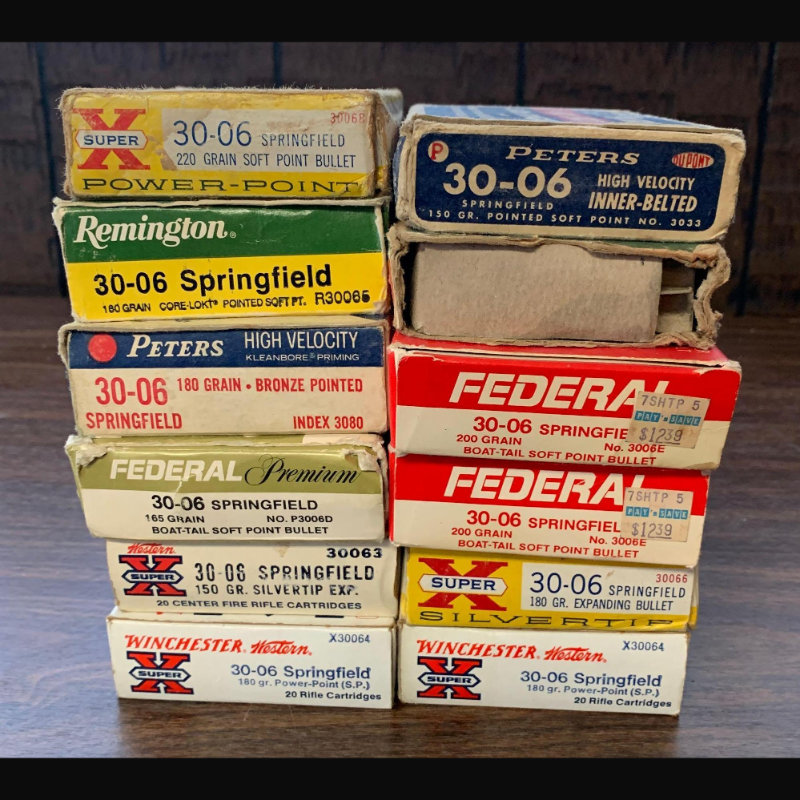 30068
SUPER X
30-06 SPRINGFIELD
220 GRAIN SOFT POINT BULLET
POWER-POINT
Remington®
30-06 Springfield
180 GRAIN CORE-LOKT® POINTED SOFT PT. R30065
PETERS HIGH VELOCITY
KLEANBORE PRIMING
30-06 180 GRAIN • BRONZE POINTED
SPRINGFIELD INDEX 3080
FEDERAL Premium
30-06 SPRINGFIELD
165 GRAIN NO. P3006D
BOAT-TAIL SOFT POINT BULLET
Western 30063
SUPER X
30-06 SPRINGFIELD
150 GR. SILVERTIP EXP.
20 CENTER FIRE RIFLE CARTRIDGES
WINCHESTER Western X30064
SUPER X
30-06 Springfield
180 gr. Power-Point (S.P.)
20 Rifle Cartridges
P PETERS DUPONT
30-06 HIGH VELOCITY
SPRINGFIELD INNER-BELTED
150 GR. POINTED SOFT POINT NO. 3033
FEDERAL
7SHTP 5
PAY-N-SAVE
$1239
30-06 SPRINGFIE
200 GRAIN No. 3006E
BOAT-TAIL SOFT POINT BULLET
FEDERAL
7SHTP 5
PAY-N-SAVE
$1239
30-06 SPRINGFIEL
200 GRAIN No. 3006E
BOAT-TAIL SOFT POINT BULLET
30066
SUPER X
30-06 SPRINGFIELD
180 GR. EXPANDING BULLET
SILVERTIP
WINCHESTER Western X30064
SUPER X
30-06 Springfield
180 gr. Power-Point (S.P.)
20 Rifle Cartridges